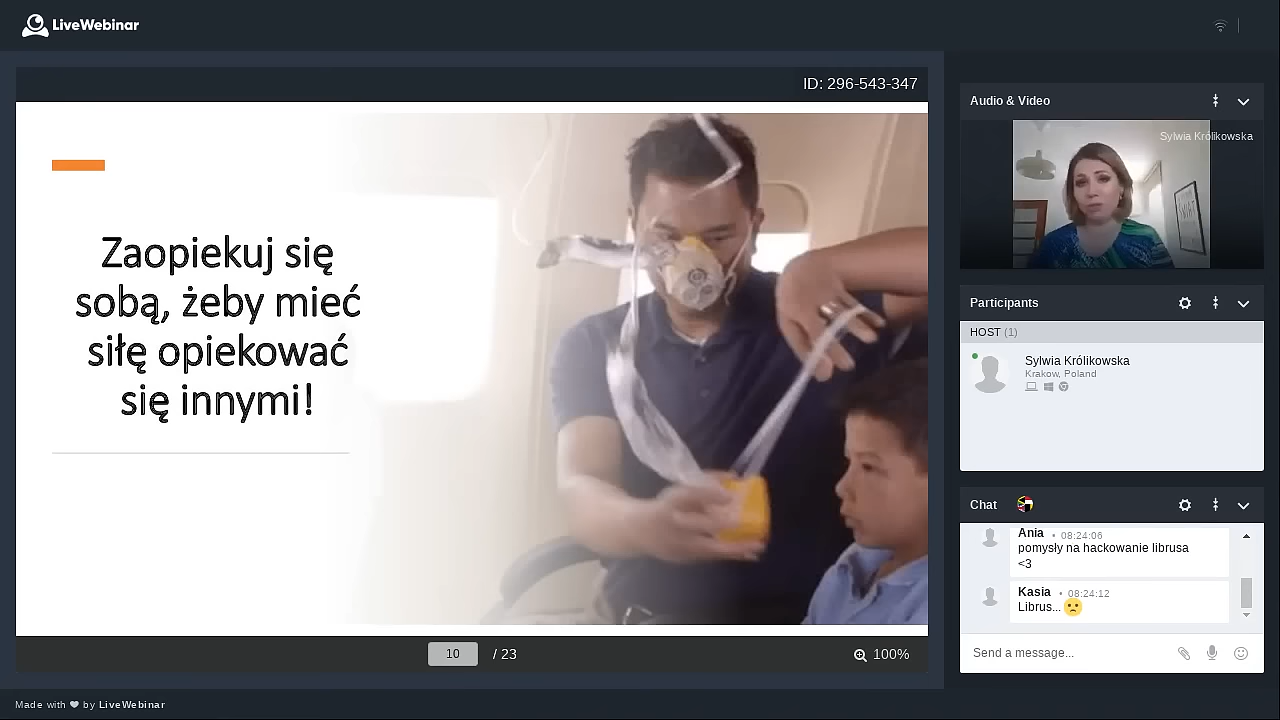 LiveWebinar
ID: 296-543-347
Zaopiekuj się
sobą, żeby mieć
siłę opiekować
się innymi!
10 / 23
100%
Audio & Video
Sylwia Królikowska
Participants
HOST (1)
Sylwia Królikowska
Krakow, Poland
Chat
Ania • 08:24:06
pomysły na hackowanie librusa
<3
Kasia • 08:24:12
Librus...
Send a message...
Made with ❤ by LiveWebinar